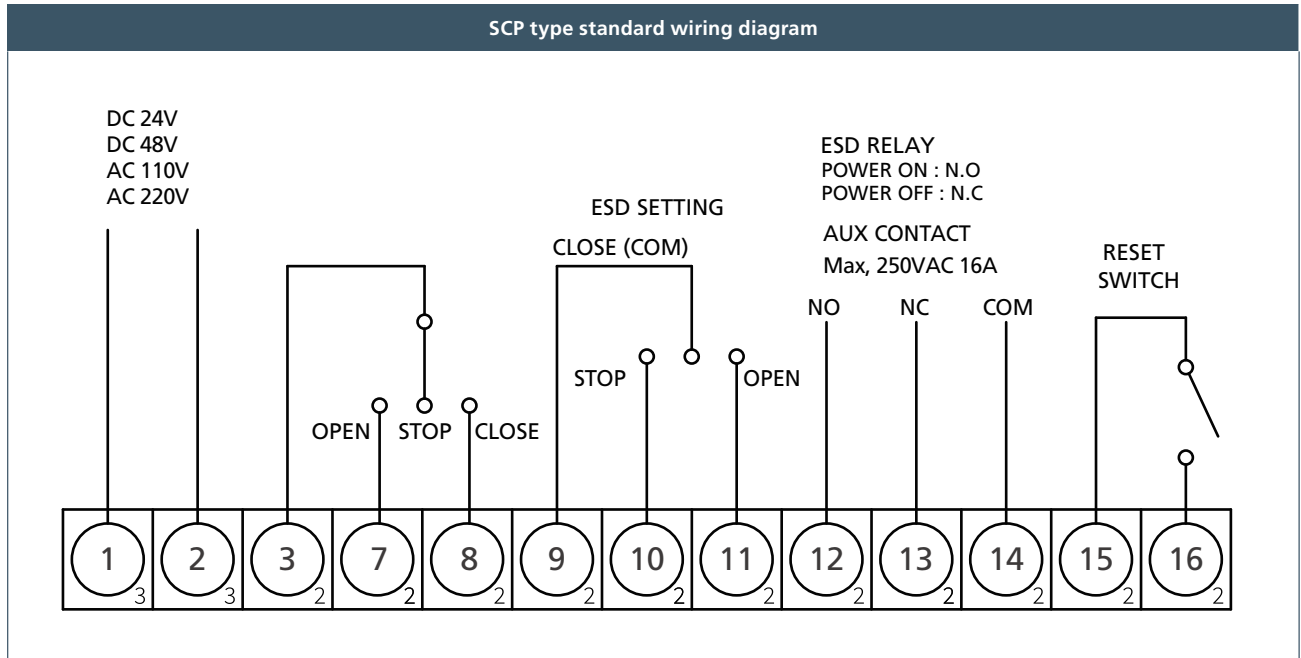 SCP type standard wiring diagram
DC 24V
DC 48V
AC 110V
AC 220V
ESD SETTING
CLOSE (COM)
STOP
OPEN
OPEN STOP CLOSE
ESD RELAY
POWER ON : N.O
POWER OFF : N.C
AUX CONTACT
Max, 250VAC 16A
NO NC COM
RESET
SWITCH
1 2 3 7 8 9 10 11 12 13 14 15 16
3 3 2 2 2 2 2 2 2 2 2 2 2